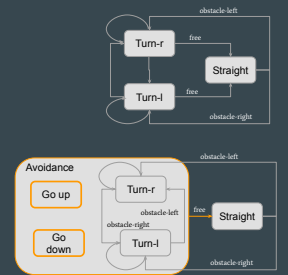 obstacle-left
Turn-r
free
Straight
Turn-l
free
obstacle-right
obstacle-left
Avoidance
Turn-r
Go up
obstacle-left
free
Straight
obstacle-right
Go
down
Turn-l
obstacle-right